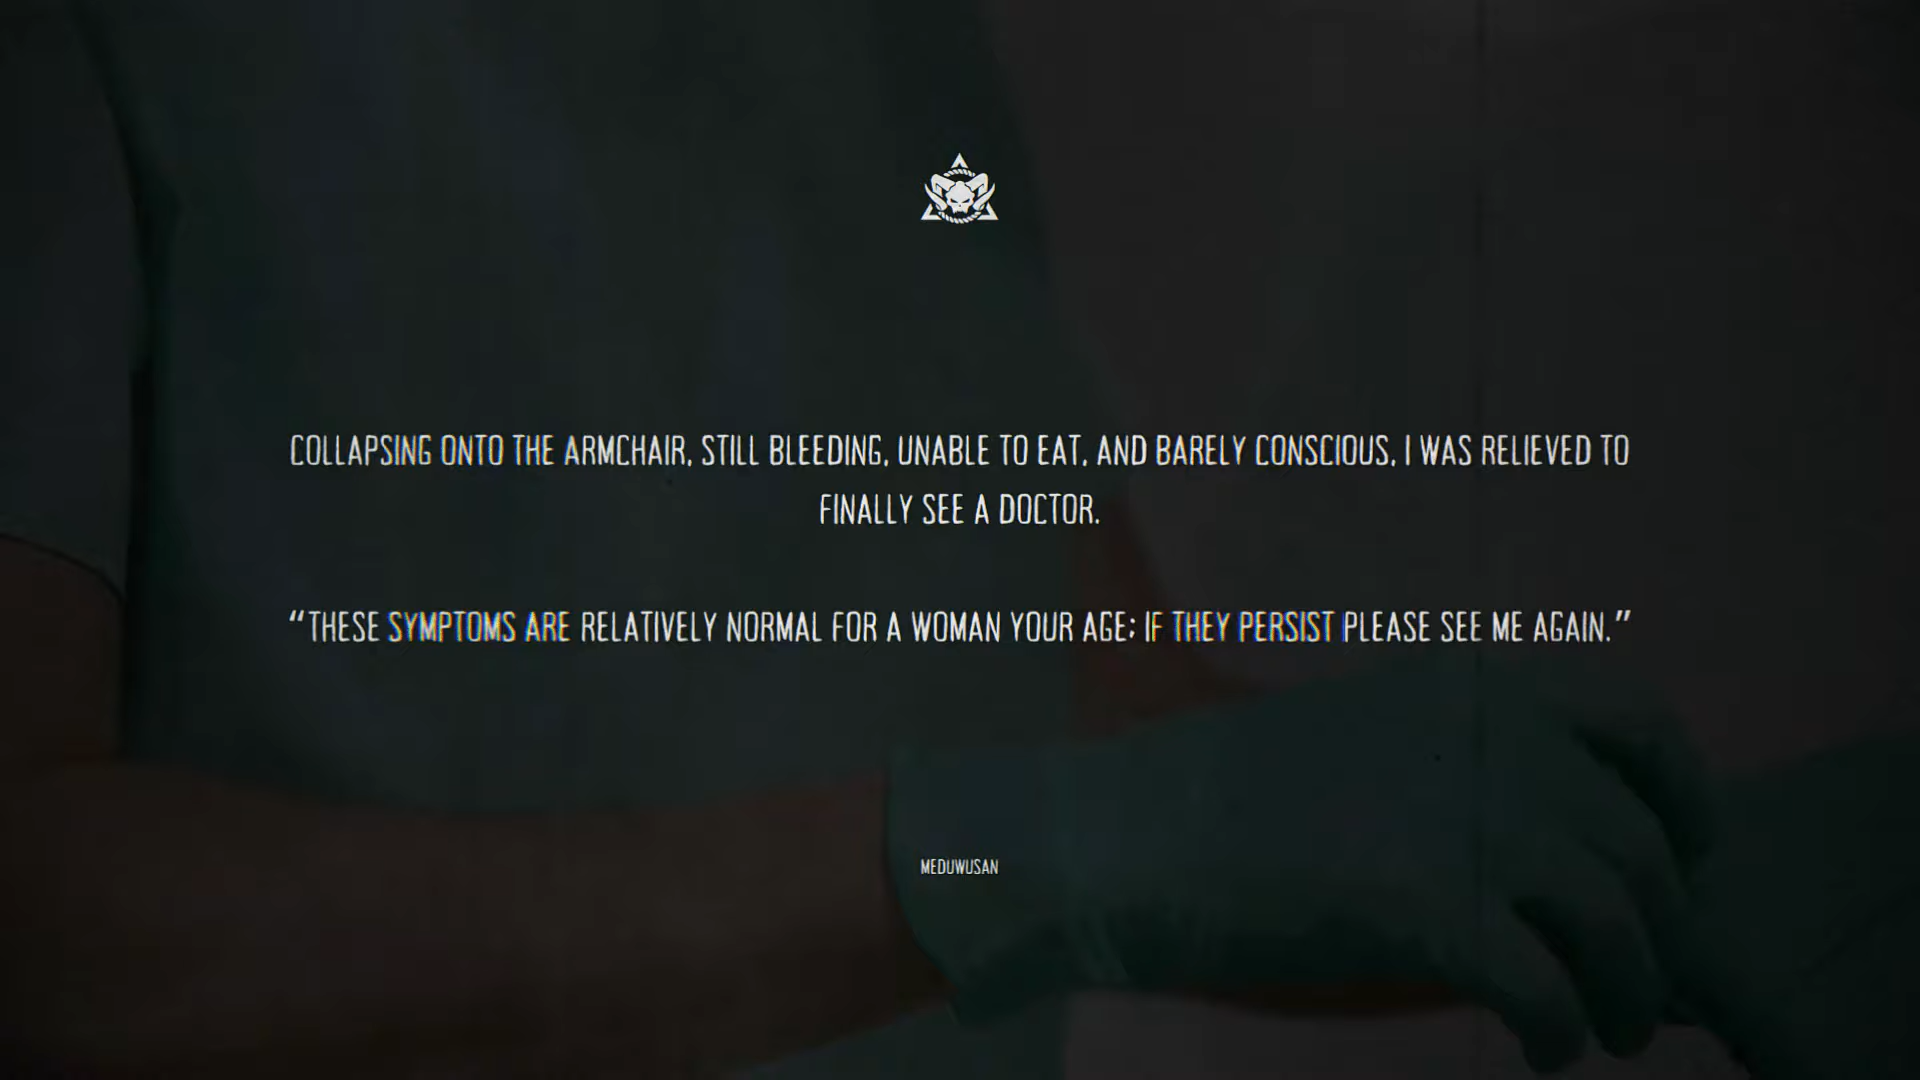 COLLAPSING ONTO THE ARMCHAIR, STILL BLEEDING, UNABLE TO EAT, AND BARELY CONSCIOUS, I WAS RELIEVED TO
FINALLY SEE A DOCTOR.
“THESE SYMPTOMS ARE RELATIVELY NORMAL FOR A WOMAN YOUR AGE; IF THEY PERSIST PLEASE SEE ME AGAIN.”
MEDUWUSAN